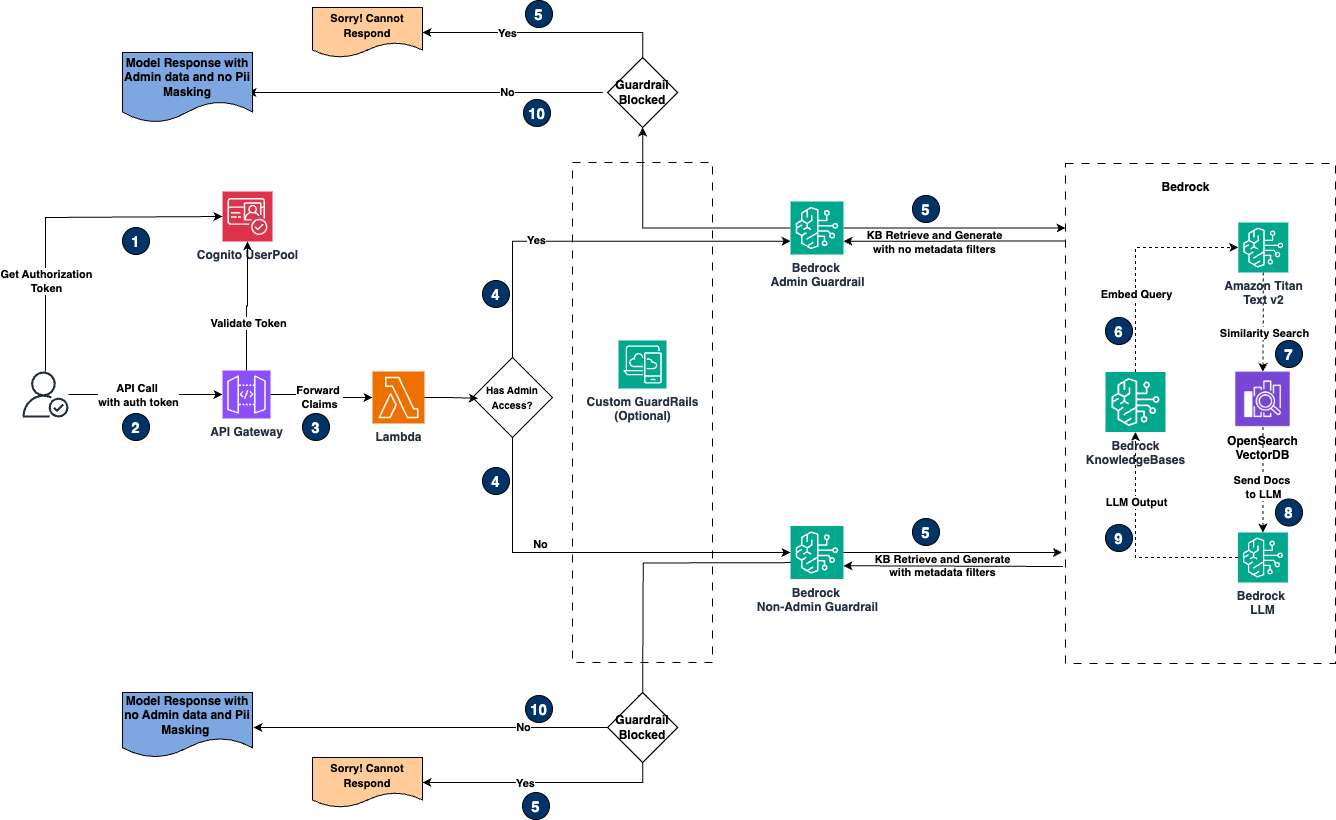 5
Sorry! Cannot
Respond
Yes
Model Response with
Admin data and no Pii
Masking
No
10
Guardrail
Blocked
Bedrock
1
Cognito UserPool
Get Authorization
Token
Validate Token
API Call
with auth token
2
API Gateway
Forward
Claims
3
Lambda
Has Admin
Access?
4
Yes
4
No
Custom GuardRails
(Optional)
Bedrock
Admin Guardrail
5
KB Retrieve and Generate
with no metadata filters
Bedrock
Non-Admin Guardrail
5
KB Retrieve and Generate
with metadata filters
Embed Query
6
Amazon Titan
Text v2
Similarity Search
7
Bedrock
KnowledgeBases
OpenSearch
VectorDB
Send Docs
to LLM
8
LLM Output
9
Bedrock
LLM
Model Response with
no Admin data and Pii
Masking
10
No
Guardrail
Blocked
Sorry! Cannot
Respond
Yes
5